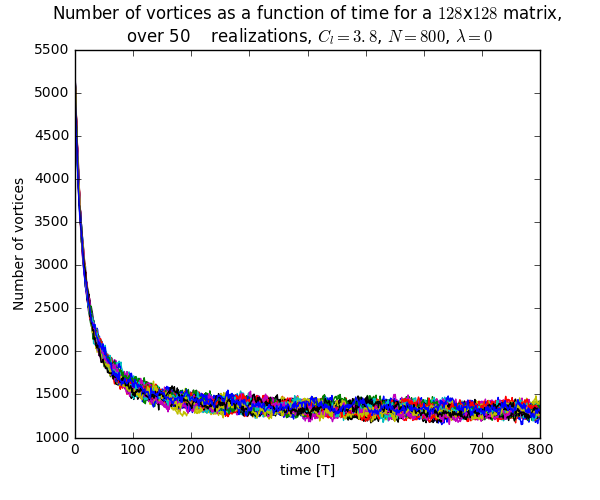 Number of vortices as a function of time for a 128x128 matrix,
over 50 realizations, C_l = 3.8, N = 800, λ = 0
5500
5000
4500
4000
3500
3000
2500
2000
1500
1000
Number of vortices
0 100 200 300 400 500 600 700 800
time [T]